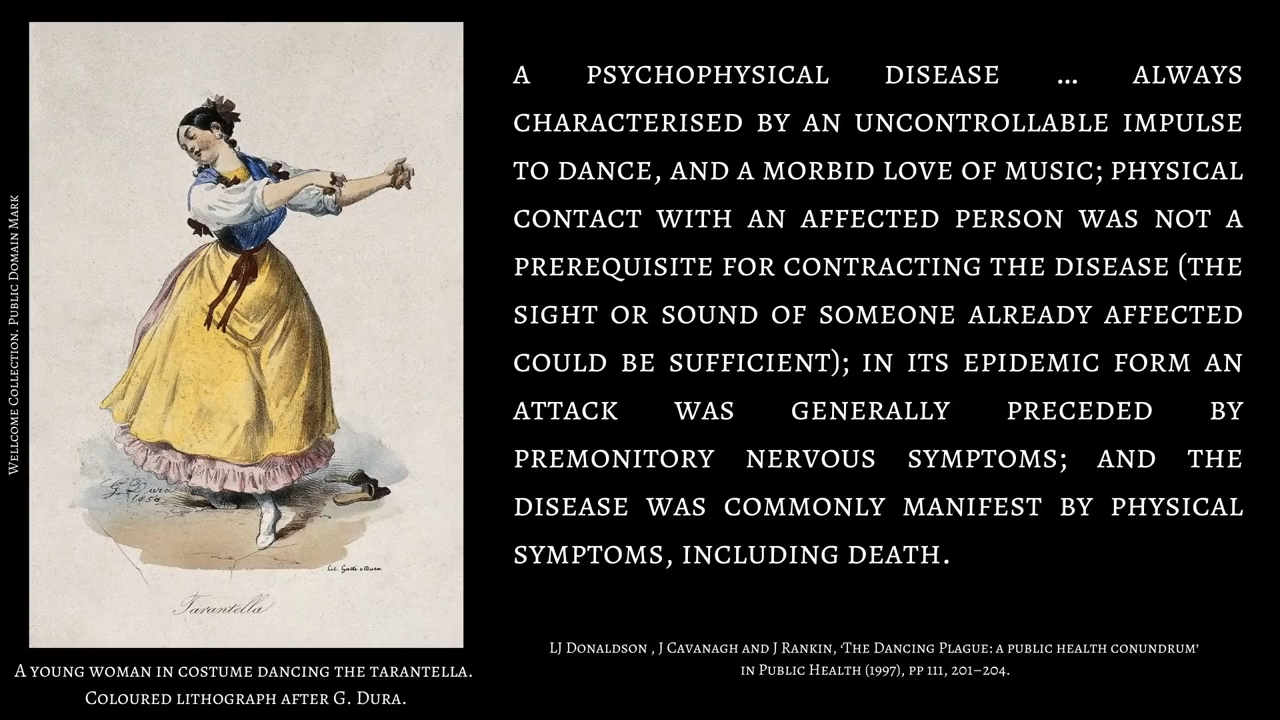 Wellcome Collection. Public Domain Mark
G. Dura
1850
Lit. Gatti e Dura
Tarantella
A young woman in costume dancing the tarantella.
Coloured lithograph after G. Dura.
A PSYCHOPHYSICAL DISEASE ... ALWAYS
CHARACTERISED BY AN UNCONTROLLABLE IMPULSE
TO DANCE, AND A MORBID LOVE OF MUSIC; PHYSICAL
CONTACT WITH AN AFFECTED PERSON WAS NOT A
PREREQUISITE FOR CONTRACTING THE DISEASE (THE
SIGHT OR SOUND OF SOMEONE ALREADY AFFECTED
COULD BE SUFFICIENT); IN ITS EPIDEMIC FORM AN
ATTACK WAS GENERALLY PRECEDED BY
PREMONITORY NERVOUS SYMPTOMS; AND THE
DISEASE WAS COMMONLY MANIFEST BY PHYSICAL
SYMPTOMS, INCLUDING DEATH.
LJ Donaldson , J Cavanagh and J Rankin, ‘The Dancing Plague: a public health conundrum’
in Public Health (1997), pp 111, 201–204.